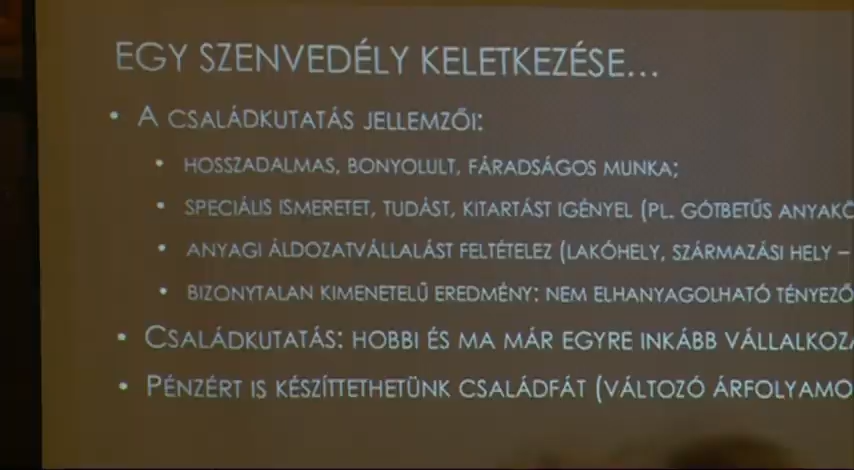 EGY SZENVEDÉLY KELETKEZÉSE...
• A CSALÁDKUTATÁS JELLEMZŐI:
• HOSSZADALMAS, BONYOLULT, FÁRADSÁGOS MUNKA;
• SPECIÁLIS ISMERETET, TUDÁST, KITARTÁST IGÉNYEL (PL. GÓTBETŰS
• ANYAGI ÁLDOZATVÁLLALÁST FELTÉTELEZ (LAKÓHELY, SZÁRMAZÁSI HELY –
• BIZONYTALAN KIMENETELŰ EREDMÉNY: NEM ELHANYAGOLHATÓ TÉNYEZŐ
• CSALÁDKUTATÁS: HOBBI ÉS MA MÁR EGYRE INKÁBB
• PÉNZÉRT IS KÉSZÍTTETHETÜNK CSALÁDFÁT (VÁLTOZÓ